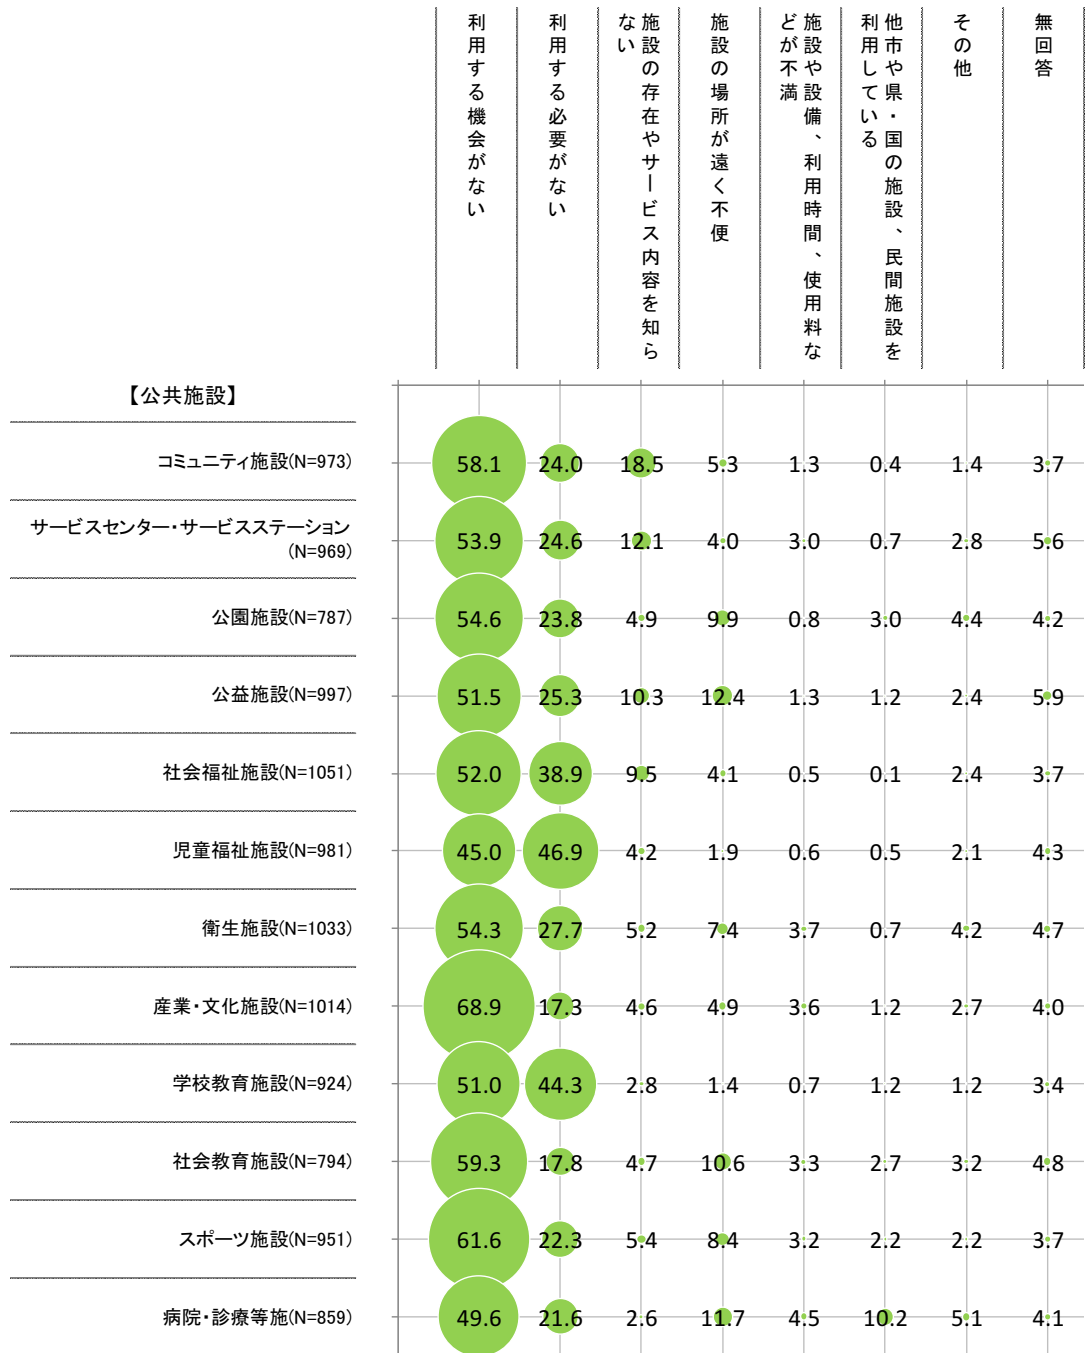 利用する機会がない
利用する必要がない
施設の存在やサービス内容を知ら
ない
施設の場所が遠く不便
施設や設備、利用時間、使用料な
どが不満
他市や県・国の施設、民間施設を
利用している
その他
無回答
【公共施設】
コミュニティ施設(N=973)
58.1 24.0 18.5 5.3 1.3 0.4 1.4 3.7
サービスセンター・サービスステーション
(N=969)
53.9 24.6 12.1 4.0 3.0 0.7 2.8 5.6
公園施設(N=787)
54.6 23.8 4.9 9.9 0.8 3.0 4.4 4.2
公益施設(N=997)
51.5 25.3 10.3 12.4 1.3 1.2 2.4 5.9
社会福祉施設(N=1051)
52.0 38.9 9.5 4.1 0.5 0.1 2.4 3.7
児童福祉施設(N=981)
45.0 46.9 4.2 1.9 0.6 0.5 2.1 4.3
衛生施設(N=1033)
54.3 27.7 5.2 7.4 3.7 0.7 4.2 4.7
産業・文化施設(N=1014)
68.9 17.3 4.6 4.9 3.6 1.2 2.7 4.0
学校教育施設(N=924)
51.0 44.3 2.8 1.4 0.7 1.2 1.2 3.4
社会教育施設(N=794)
59.3 17.8 4.7 10.6 3.3 2.7 3.2 4.8
スポーツ施設(N=951)
61.6 22.3 5.4 8.4 3.2 2.2 2.2 3.7
病院・診療等施(N=859)
49.6 21.6 2.6 11.7 4.5 10.2 5.1 4.1